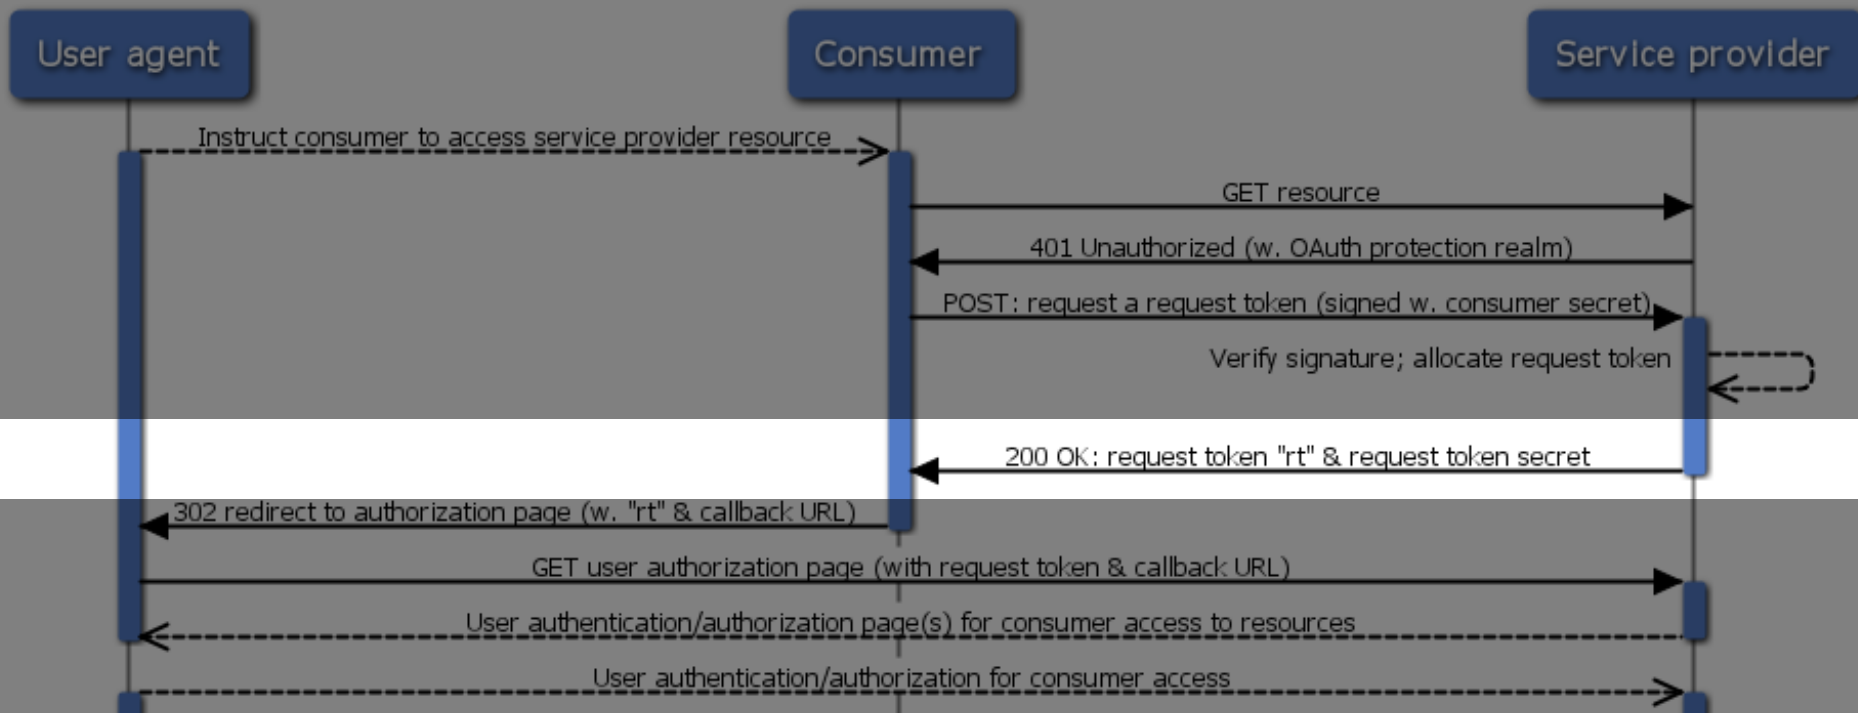 User agent
Consumer
Service provider
Instruct consumer to access service provider resource
GET resource
401 Unauthorized (w. OAuth protection realm)
POST: request a request token (signed w. consumer secret)
Verify signature; allocate request token
200 OK: request token "rt" & request token secret
302 redirect to authorization page (w. "rt" & callback URL)
GET user authorization page (with request token & callback URL)
User authentication/authorization page(s) for consumer access to resources
User authentication/authorization for consumer access